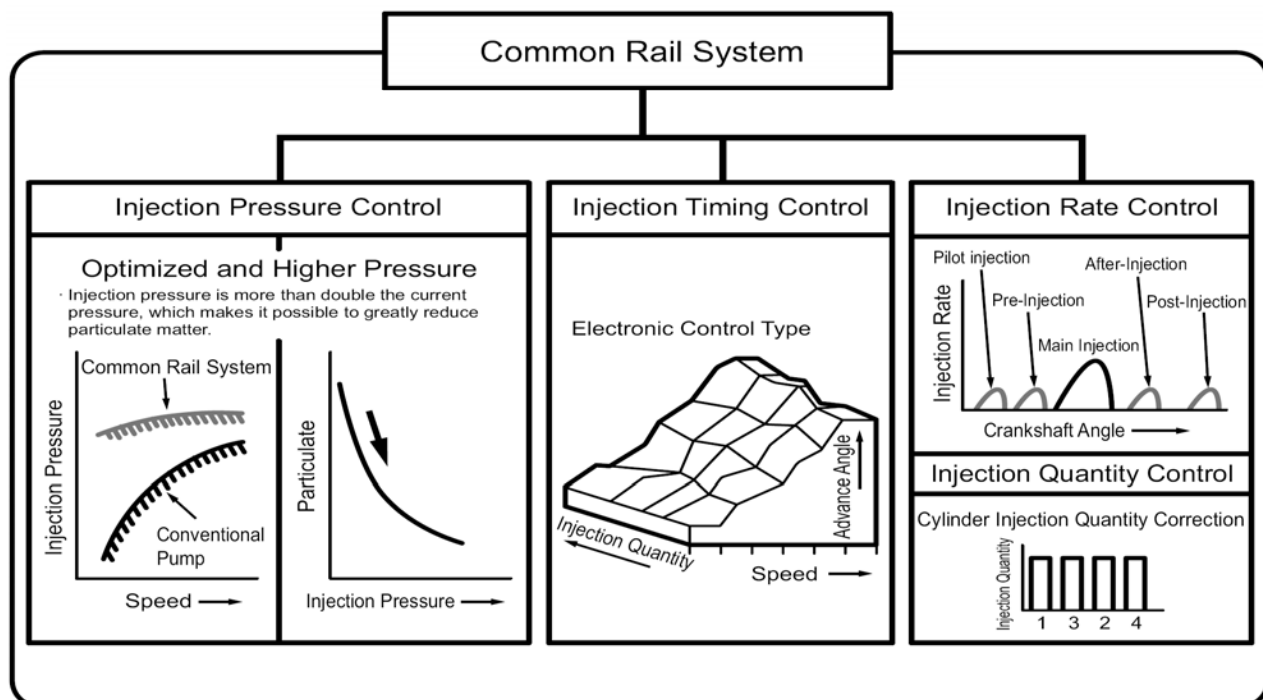 Common Rail System
Injection Pressure Control
Optimized and Higher Pressure
· Injection pressure is more than double the current
pressure, which makes it possible to greatly reduce
particulate matter.
Common Rail System
Injection Pressure
Conventional
Pump
Speed
Particulate
Injection Pressure
Injection Timing Control
Electronic Control Type
Advance Angle
Injection Quantity
Speed
Injection Rate Control
Pilot injection
After-Injection
Pre-Injection
Post-Injection
Main Injection
Injection Rate
Crankshaft Angle
Injection Quantity Control
Cylinder Injection Quantity Correction
Injection Quantity
1 3 2 4